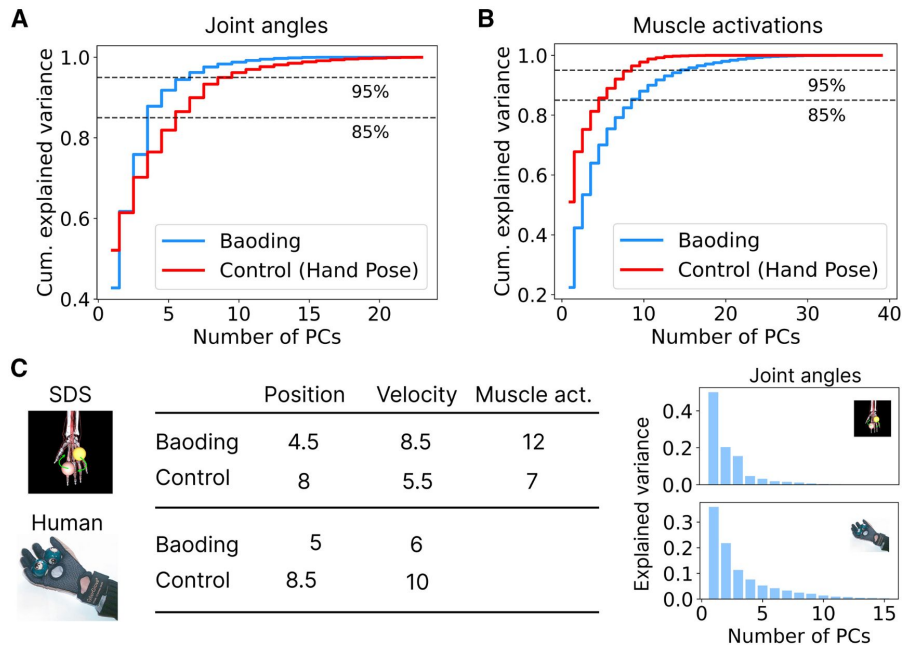 A
Joint angles
Cum. explained variance
1.0
0.8
0.6
0.4
95%
85%
Baoding
Control (Hand Pose)
0 5 10 15 20
Number of PCs
B
Muscle activations
Cum. explained variance
1.0
0.8
0.6
0.4
0.2
95%
85%
Baoding
Control (Hand Pose)
0 10 20 30 40
Number of PCs
C
SDS
Human
Position Velocity Muscle act.
Baoding 4.5 8.5 12
Control 8 5.5 7
Baoding 5 6
Control 8.5 10
Joint angles
Explained variance
0.4
0.2
0.0
0.3
0.2
0.1
0.0
0 5 10 15
Number of PCs